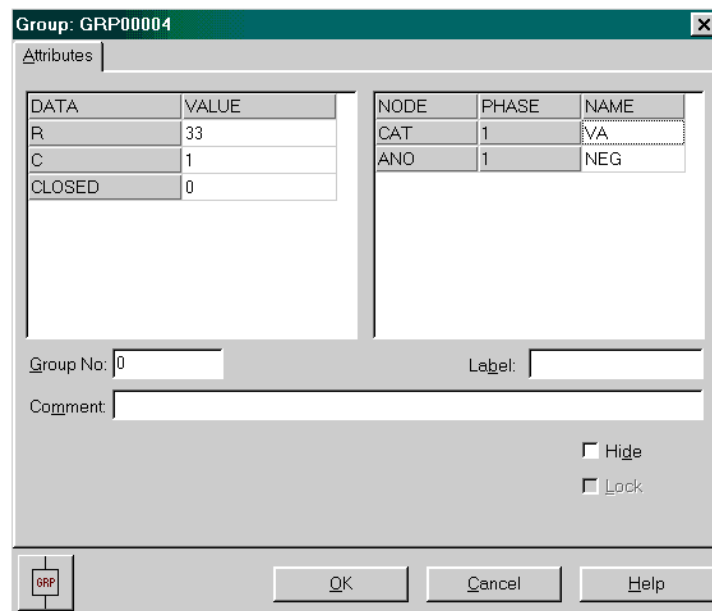 Group: GRP00004
Attributes
DATA VALUE
R 33
C 1
CLOSED 0
NODE PHASE NAME
CAT 1 VA
ANO 1 NEG
Group No: 0
Label:
Comment:
Hide
Lock
GRP
OK Cancel Help